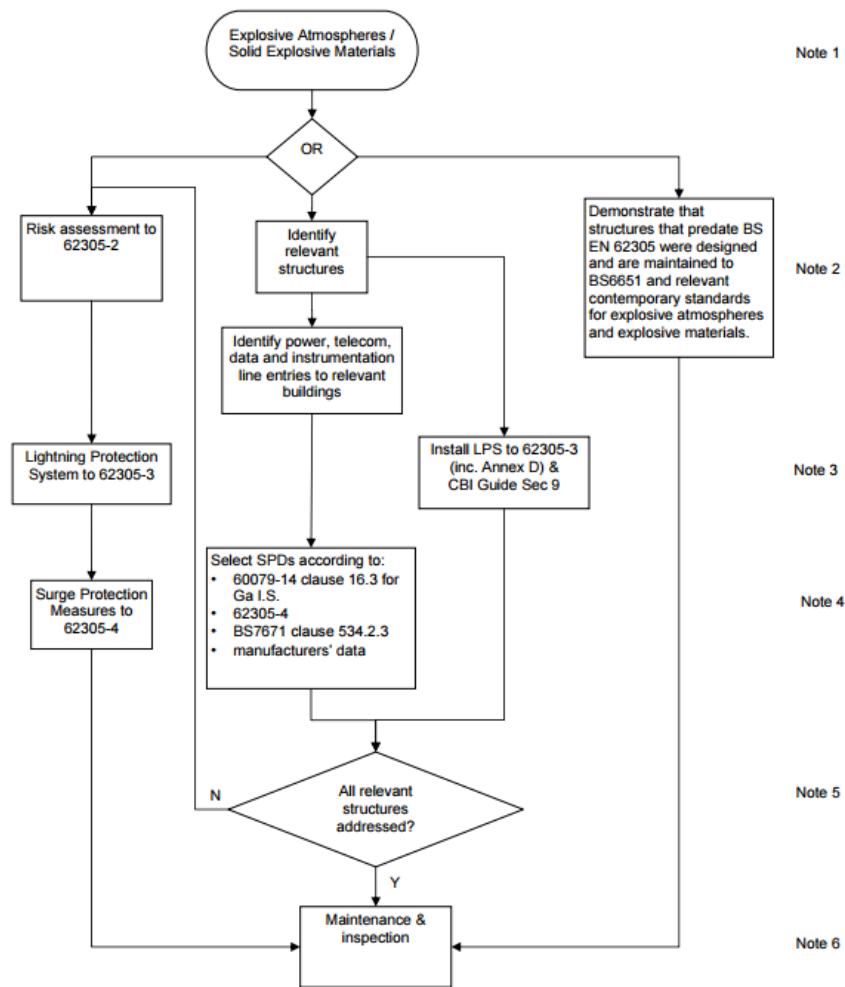 Explosive Atmospheres /
Solid Explosive Materials
Note 1
OR
Risk assessment to
62305-2
Identify
relevant
structures
Demonstrate that
structures that predate BS
EN 62305 were designed
and are maintained to
BS6651 and relevant
contemporary standards
for explosive atmospheres
and explosive materials.
Note 2
Identify power, telecom,
data and instrumentation
line entries to relevant
buildings
Lightning Protection
System to 62305-3
Install LPS to 62305-3
(inc. Annex D) &
CBI Guide Sec 9
Note 3
Surge Protection
Measures to
62305-4
Select SPDs according to:
• 60079-14 clause 16.3 for
Ga I.S.
• 62305-4
• BS7671 clause 534.2.3
• manufacturers' data
Note 4
N
All relevant
structures
addressed?
Note 5
Y
Maintenance &
inspection
Note 6